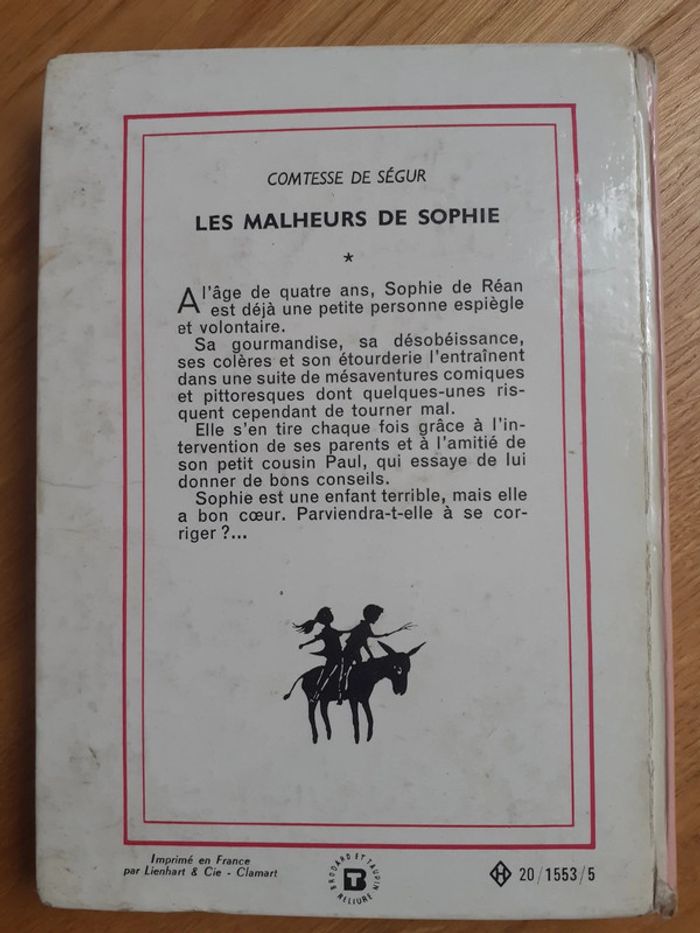 COMTESSE DE SÉGUR
LES MALHEURS DE SOPHIE
*
A l'âge de quatre ans, Sophie de Réan
est déjà une petite personne espiègle
et volontaire.
Sa gourmandise, sa désobéissance,
ses colères et son étourderie l'entraînent
dans une suite de mésaventures comiques
et pittoresques dont quelques-unes ris-
quent cependant de tourner mal.
Elle s'en tire chaque fois grâce à l'in-
tervention de ses parents et à l'amitié de
son petit cousin Paul, qui essaye de lui
donner de bons conseils.
Sophie est une enfant terrible, mais elle
a bon cœur. Parviendra-t-elle à se cor-
riger ?...
Imprimé en France
par Lienhart & Cie - Clamart
BRODARD ET TAUPIN
BT
RELIURE
H 20/1553/5